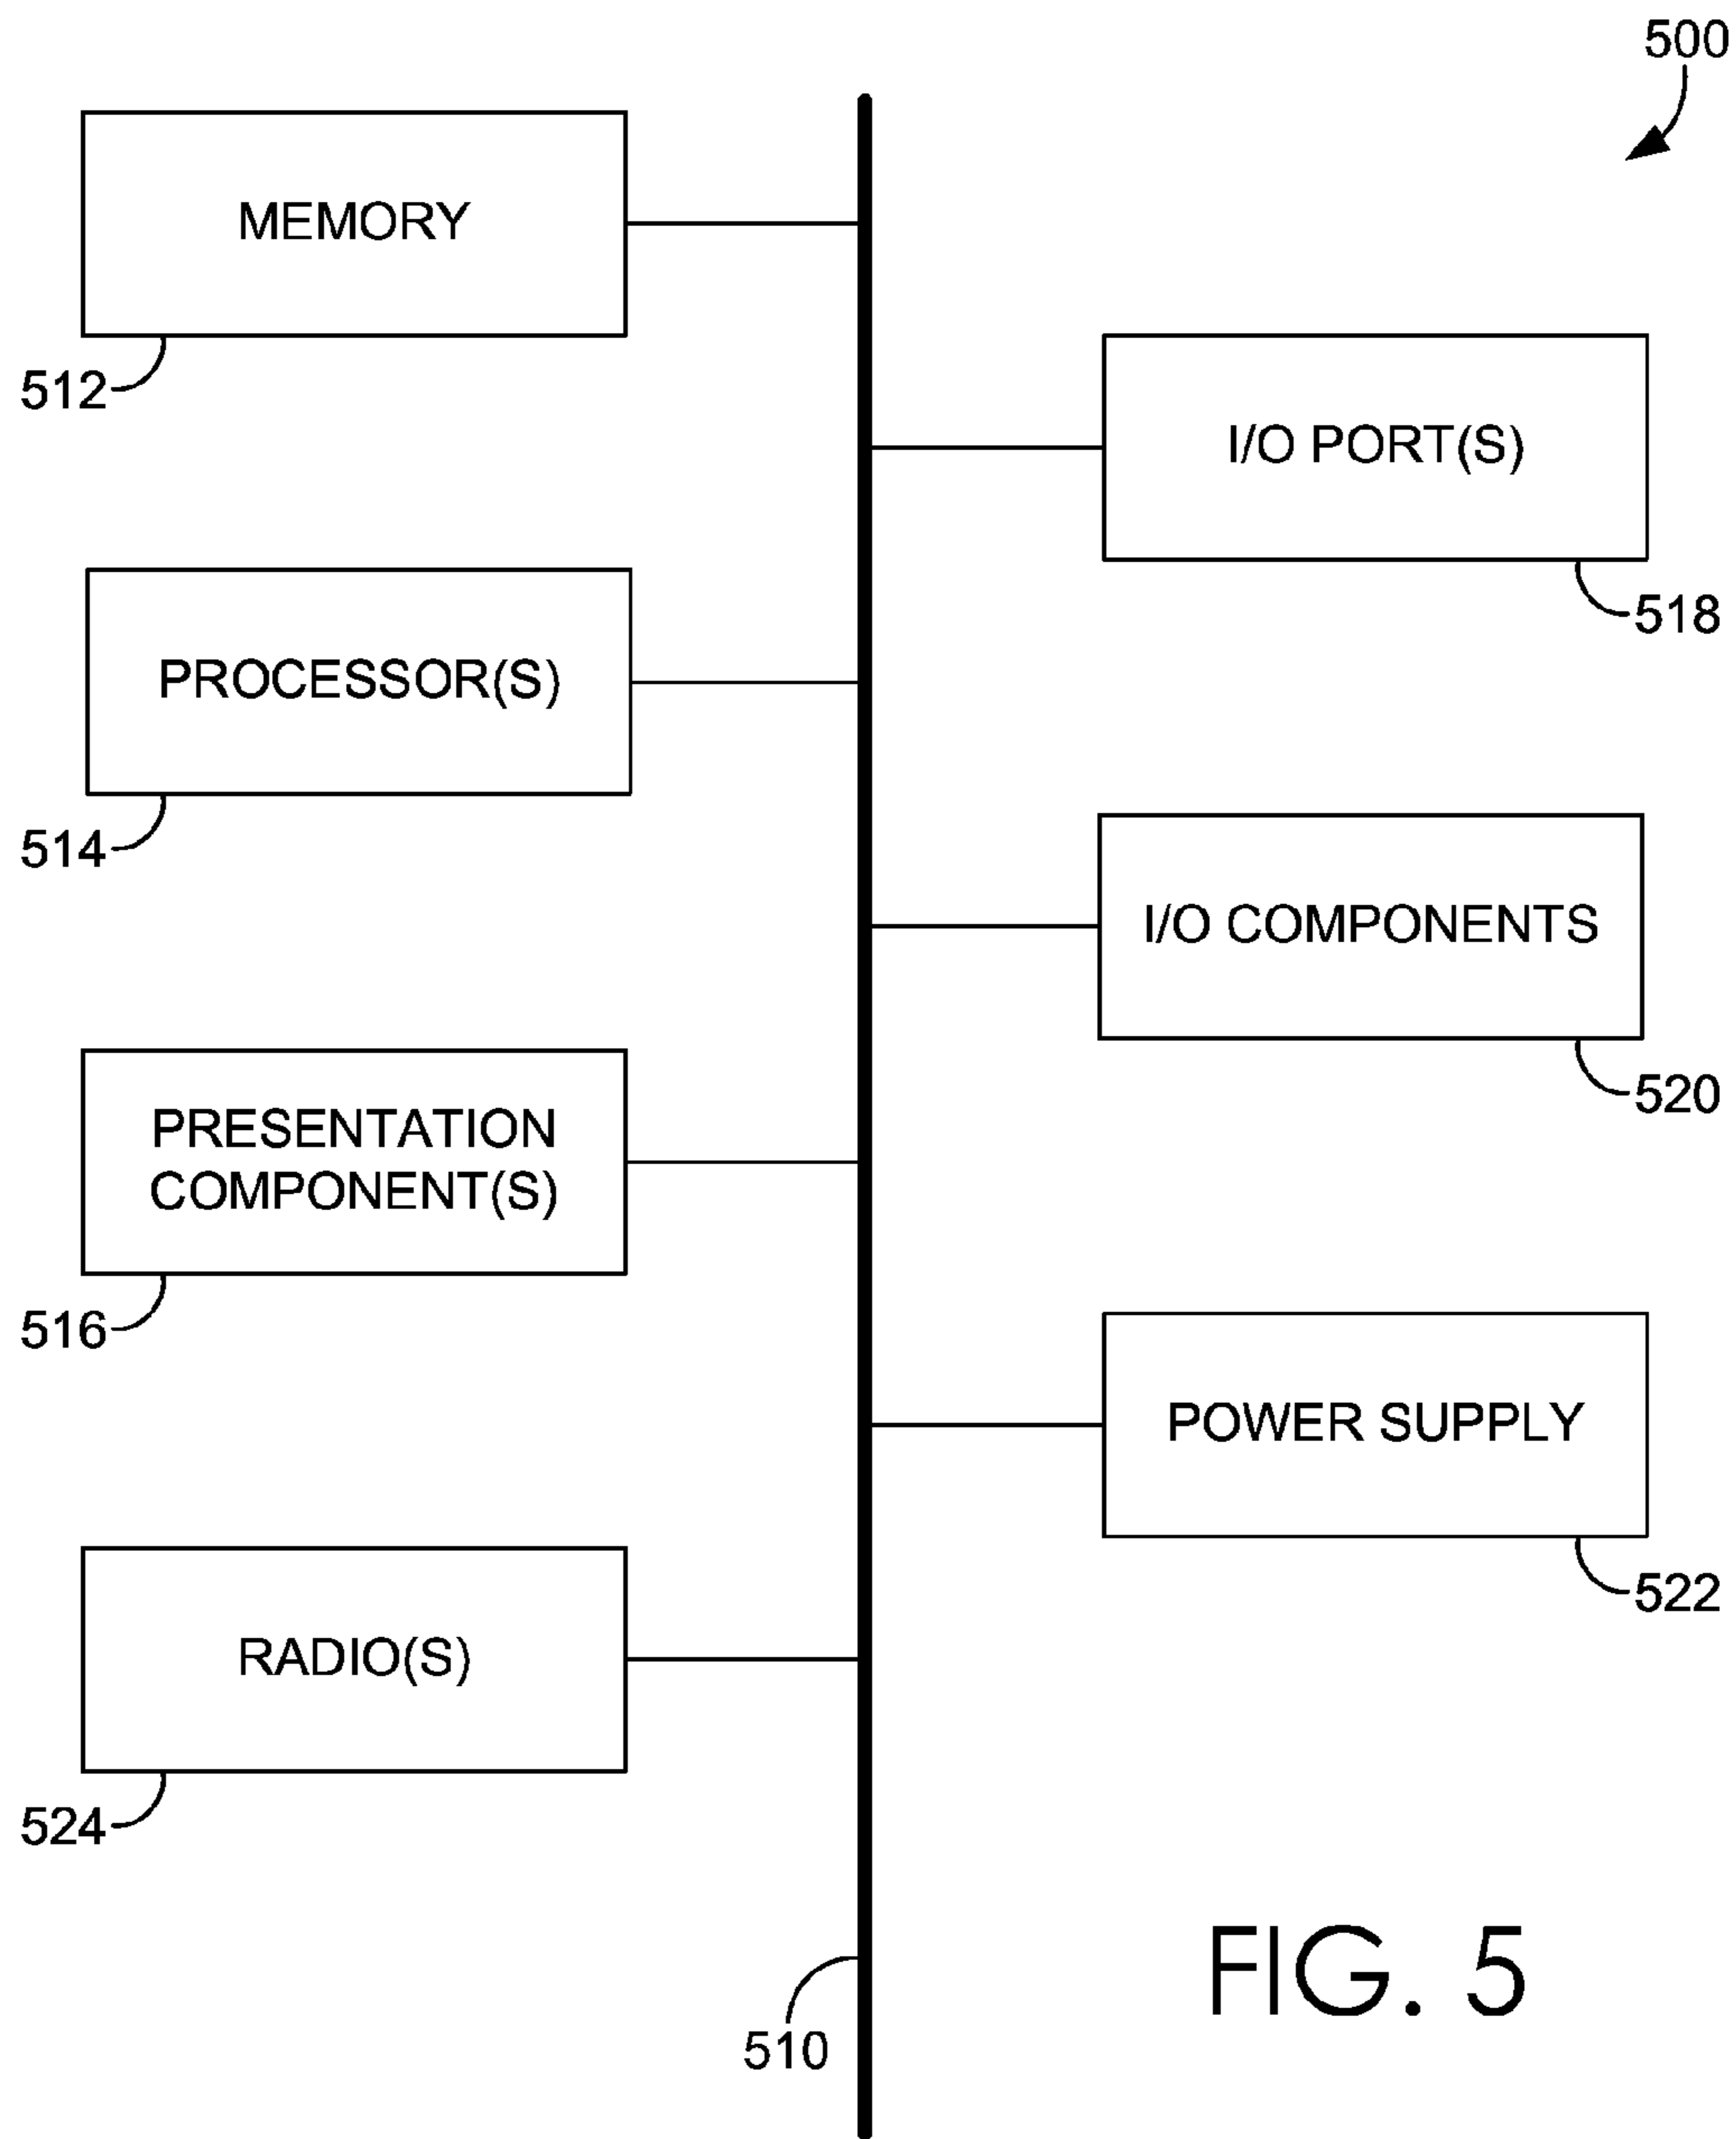 500
MEMORY
512
I/O PORT(S)
518
PROCESSOR(S)
514
I/O COMPONENTS
520
PRESENTATION
COMPONENT(S)
516
POWER SUPPLY
522
RADIO(S)
524
510
FIG. 5